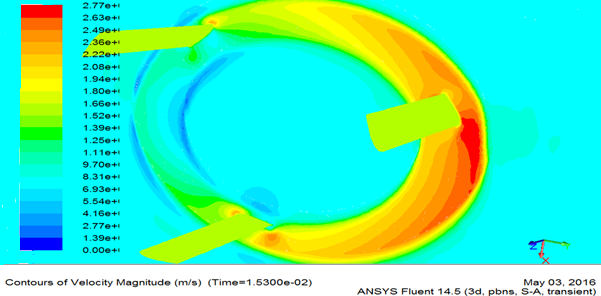 2.77e+
2.63e+
2.49e+
2.36e+
2.22e+
2.08e+
1.94e+
1.80e+
1.66e+
1.52e+
1.39e+
1.25e+
1.11e+
9.70e+
8.31e+
6.93e+
5.54e+
4.16e+
2.77e+
1.39e+
0.00e+
Z Y
X
Contours of Velocity Magnitude (m/s) (Time=1.5300e-02)
May 03, 2016
ANSYS Fluent 14.5 (3d, pbns, S-A, transient)